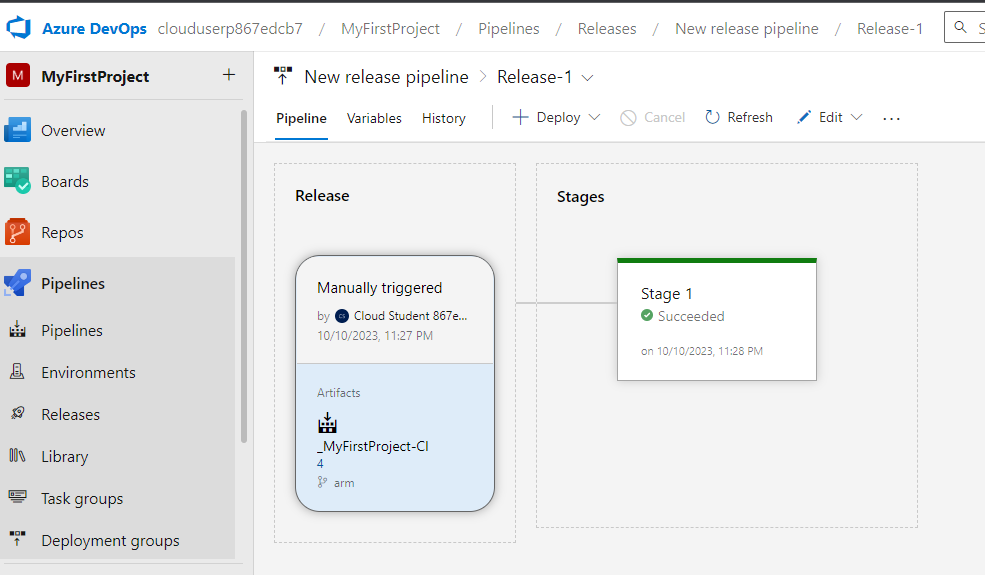 Azure DevOps clouduserp867edcb7 / MyFirstProject / Pipelines / Releases / New release pipeline / Release-1
M MyFirstProject +
New release pipeline > Release-1
Pipeline Variables History + Deploy Cancel Refresh Edit ...
Overview
Boards
Repos
Pipelines
Pipelines
Environments
Releases
Library
Task groups
Deployment groups
Release
Manually triggered
by CS Cloud Student 867e...
10/10/2023, 11:27 PM
Artifacts
_MyFirstProject-CI
4
arm
Stages
Stage 1
Succeeded
on 10/10/2023, 11:28 PM